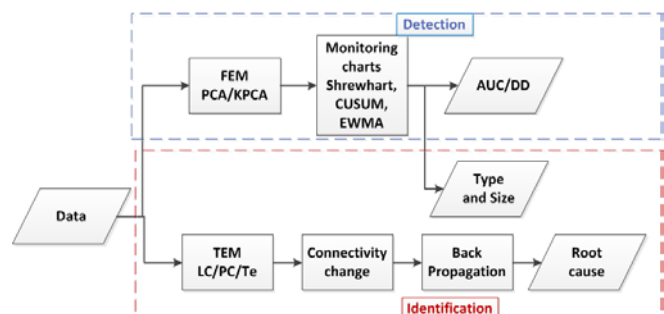 Detection
FEM
PCA/KPCA
Monitoring
charts
Shrewhart,
CUSUM,
EWMA
AUC/DD
Type
and Size
Data
TEM
LC/PC/Te
Connectivity
change
Back
Propagation
Root
cause
Identification